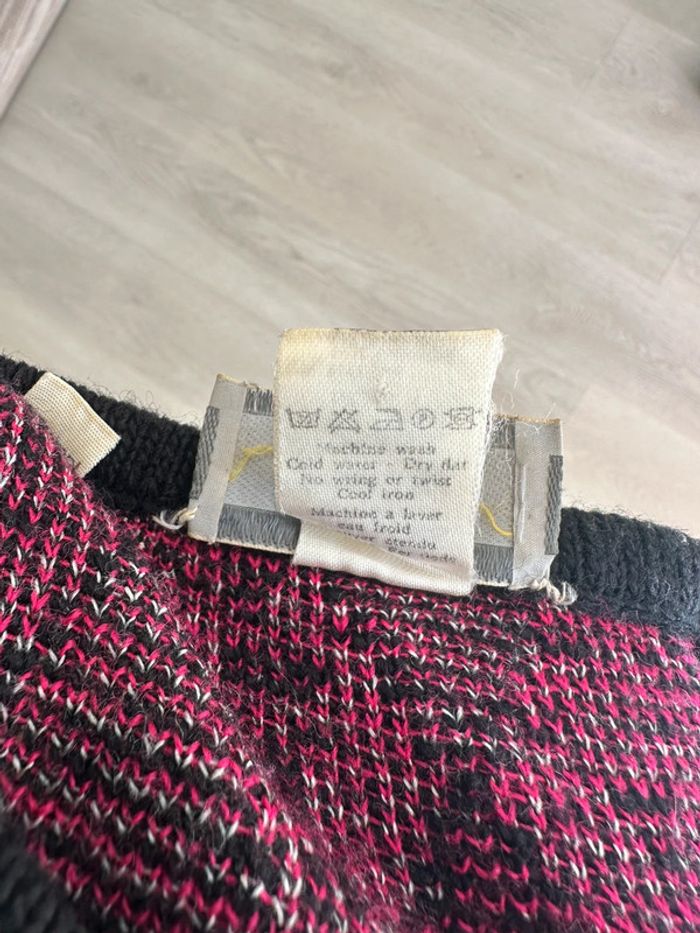 Machine wash
Cold water - Dry flat
No wring or twist
Cool iron
Machine a laver
eau froid